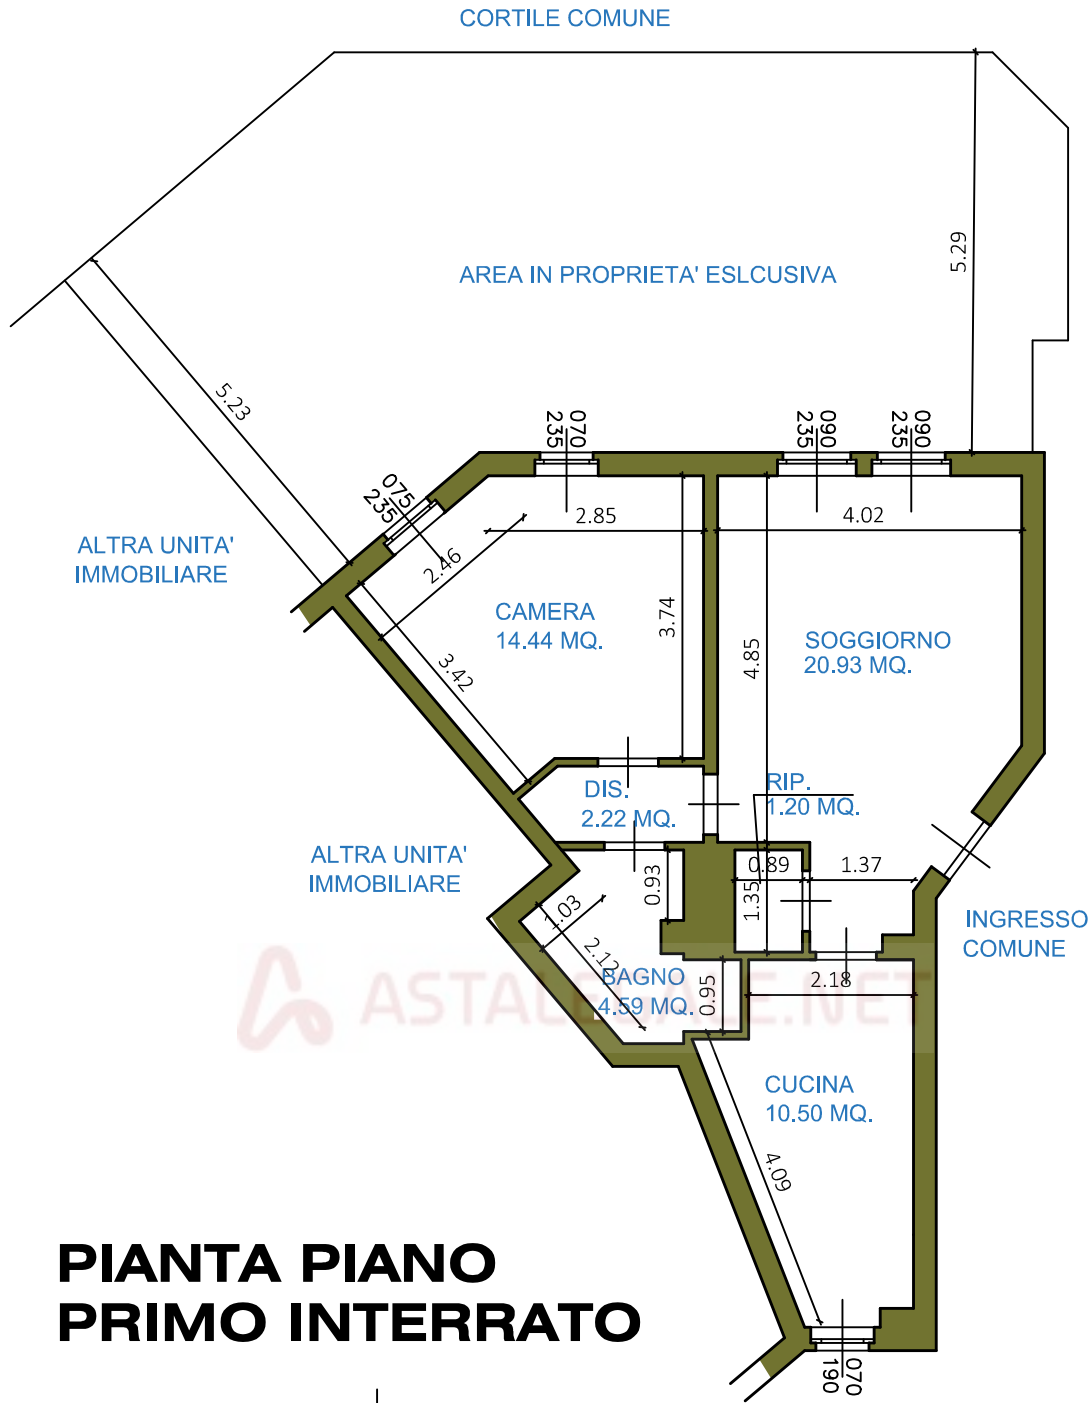 CORTILE COMUNE
5.29
AREA IN PROPRIETA' ESLCUSIVA
5.23
070
235
090
235
090
235
075
235
2.85
4.02
ALTRA UNITA'
IMMOBILIARE
2.46
CAMERA
14.44 MQ.
3.74
4.85
SOGGIORNO
20.93 MQ.
3.42
DIS.
2.22 MQ.
RIP.
1.20 MQ.
ALTRA UNITA'
IMMOBILIARE
0.93
0.89
1.37
1.35
1.03
2.12
INGRESSO
COMUNE
BAGNO
4.59 MQ.
0.95
2.18
ASTALEGALE.NET
CUCINA
10.50 MQ.
4.09
PIANTA PIANO
PRIMO INTERRATO
070
190